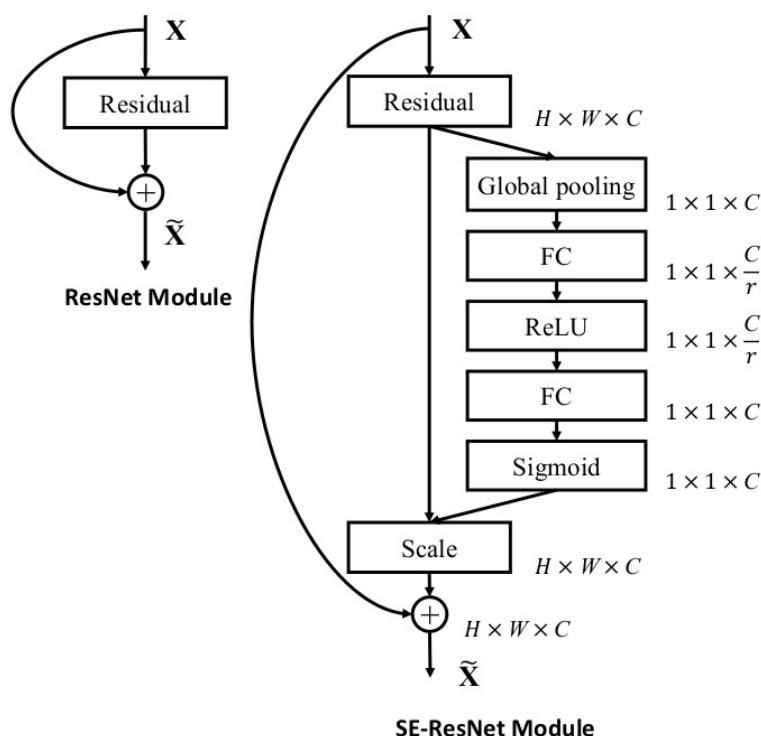 X
Residual
+
X̃
ResNet Module
X
Residual
H × W × C
Global pooling
1 × 1 × C
FC
1 × 1 × C/r
ReLU
1 × 1 × C/r
FC
1 × 1 × C
Sigmoid
1 × 1 × C
Scale
H × W × C
+
H × W × C
X̃
SE-ResNet Module